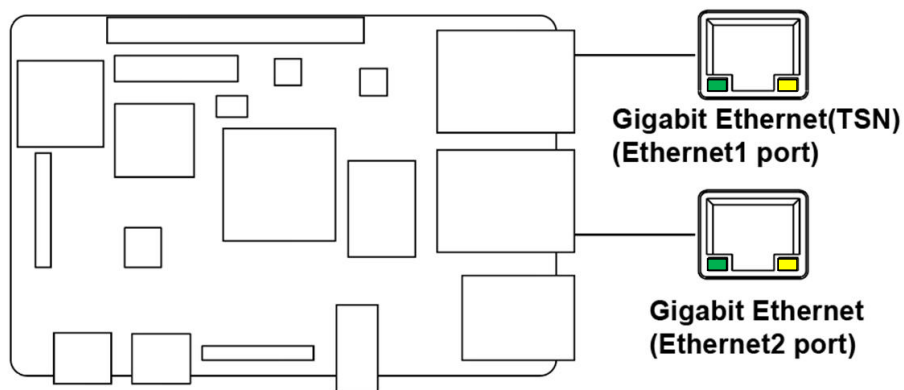 Gigabit Ethernet(TSN)
(Ethernet1 port)
Gigabit Ethernet
(Ethernet2 port)